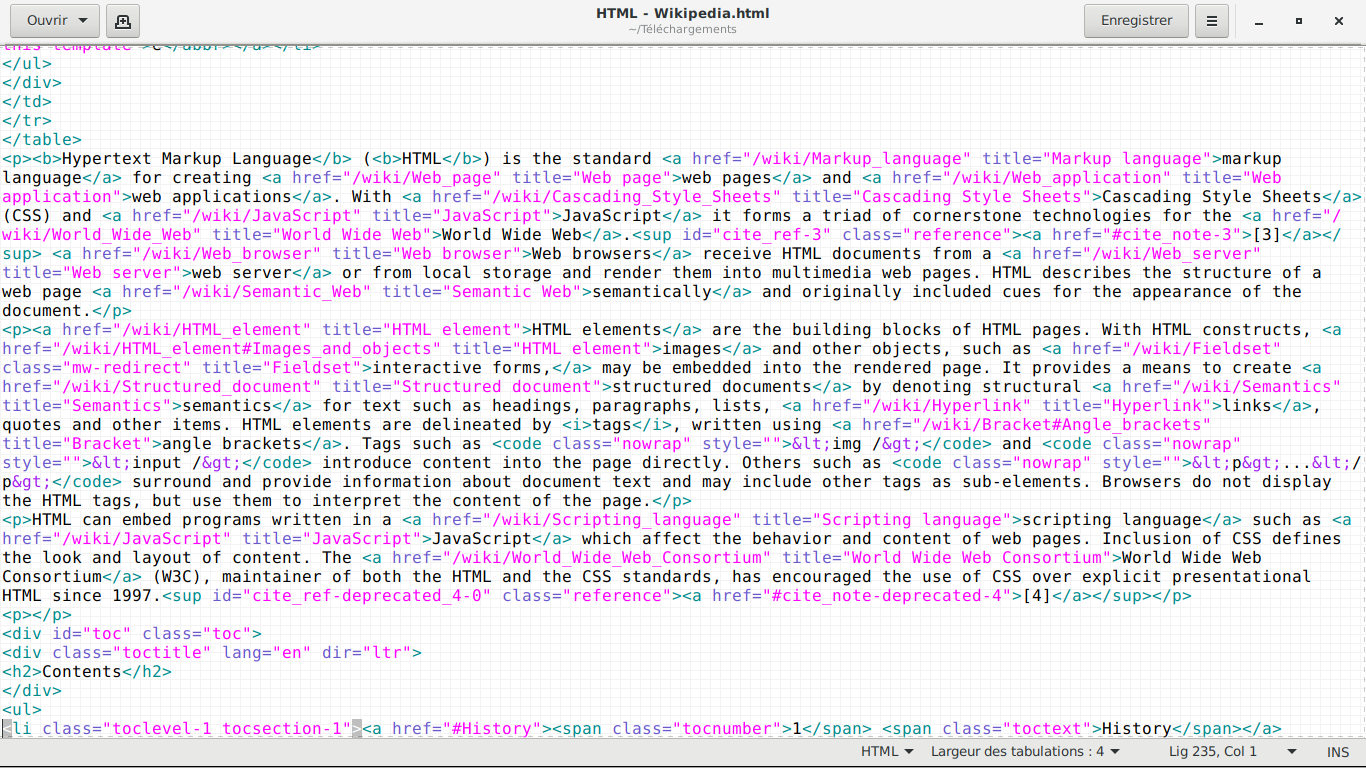 Ouvrir
HTML - Wikipedia.html
~/Téléchargements
Enregistrer
this template">e</abbr></a></li>
</ul>
</div>
</td>
</tr>
</table>
<p><b>Hypertext Markup Language</b> (<b>HTML</b>) is the standard <a href="/wiki/Markup_language" title="Markup language">markup
language</a> for creating <a href="/wiki/Web_page" title="Web page">web pages</a> and <a href="/wiki/Web_application" title="Web
application">web applications</a>. With <a href="/wiki/Cascading_Style_Sheets" title="Cascading Style Sheets">Cascading Style Sheets</a>
(CSS) and <a href="/wiki/JavaScript" title="JavaScript">JavaScript</a> it forms a triad of cornerstone technologies for the <a href="/
wiki/World_Wide_Web" title="World Wide Web">World Wide Web</a>.<sup id="cite_ref-3" class="reference"><a href="#cite_note-3">[3]</a></
sup> <a href="/wiki/Web_browser" title="Web browser">Web browsers</a> receive HTML documents from a <a href="/wiki/Web_server"
title="Web server">web server</a> or from local storage and render them into multimedia web pages. HTML describes the structure of a
web page <a href="/wiki/Semantic_Web" title="Semantic Web">semantically</a> and originally included cues for the appearance of the
document.</p>
<p><a href="/wiki/HTML_element" title="HTML element">HTML elements</a> are the building blocks of HTML pages. With HTML constructs, <a
href="/wiki/HTML_element#Images_and_objects" title="HTML element">images</a> and other objects, such as <a href="/wiki/Fieldset"
class="mw-redirect" title="Fieldset">interactive forms,</a> may be embedded into the rendered page. It provides a means to create <a
href="/wiki/Structured_document" title="Structured document">structured documents</a> by denoting structural <a href="/wiki/Semantics"
title="Semantics">semantics</a> for text such as headings, paragraphs, lists, <a href="/wiki/Hyperlink" title="Hyperlink">links</a>,
quotes and other items. HTML elements are delineated by <i>tags</i>, written using <a href="/wiki/Bracket#Angle_brackets"
title="Bracket">angle brackets</a>. Tags such as <code class="nowrap" style="">&lt;img /&gt;</code> and <code class="nowrap"
style="">&lt;input /&gt;</code> introduce content into the page directly. Others such as <code class="nowrap" style="">&lt;p&gt;...&lt;/
p&gt;</code> surround and provide information about document text and may include other tags as sub-elements. Browsers do not display
the HTML tags, but use them to interpret the content of the page.</p>
<p>HTML can embed programs written in a <a href="/wiki/Scripting_language" title="Scripting language">scripting language</a> such as <a
href="/wiki/JavaScript" title="JavaScript">JavaScript</a> which affect the behavior and content of web pages. Inclusion of CSS defines
the look and layout of content. The <a href="/wiki/World_Wide_Web_Consortium" title="World Wide Web Consortium">World Wide Web
Consortium</a> (W3C), maintainer of both the HTML and the CSS standards, has encouraged the use of CSS over explicit presentational
HTML since 1997.<sup id="cite_ref-deprecated_4-0" class="reference"><a href="#cite_note-deprecated-4">[4]</a></sup></p>
<p></p>
<div id="toc" class="toc">
<div class="toctitle" lang="en" dir="ltr">
<h2>Contents</h2>
</div>
<ul>
<li class="toclevel-1 tocsection-1"><a href="#History"><span class="tocnumber">1</span> <span class="toctext">History</span></a>
HTML
Largeur des tabulations : 4
Lig 235, Col 1
INS